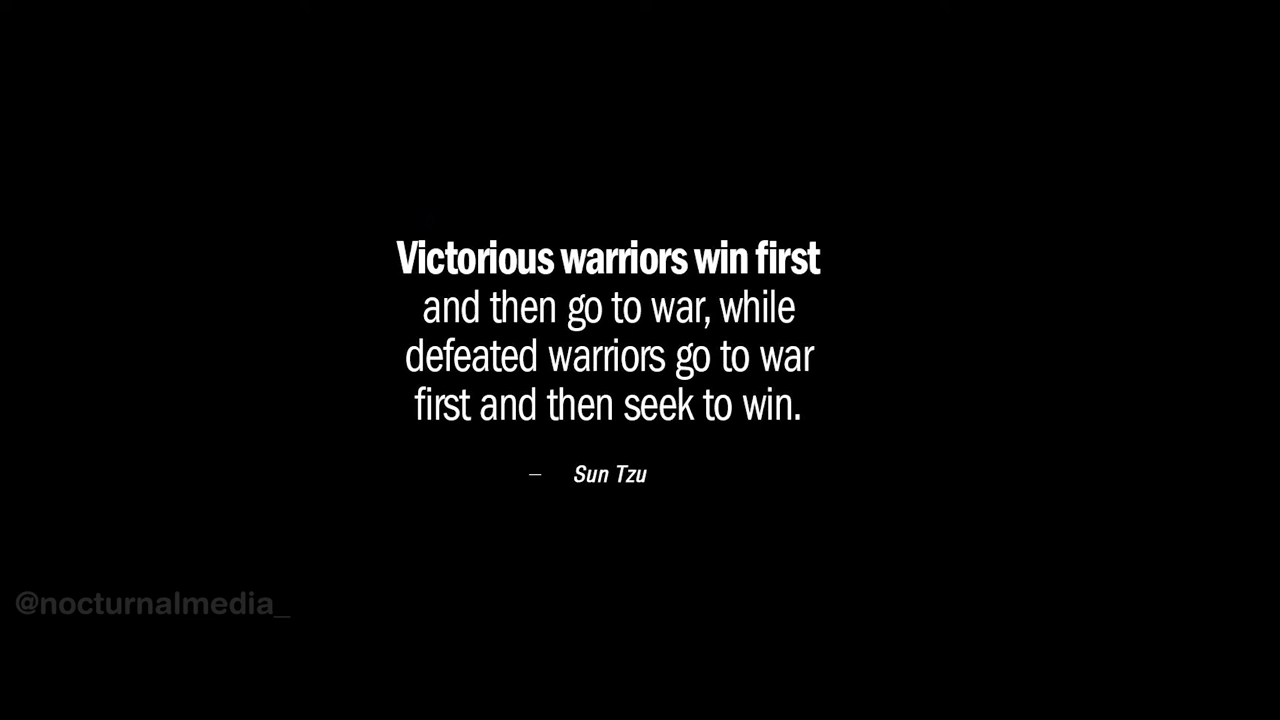 Victorious warriors win first
and then go to war, while
defeated warriors go to war
first and then seek to win.
– Sun Tzu
@nocturnalmedia_